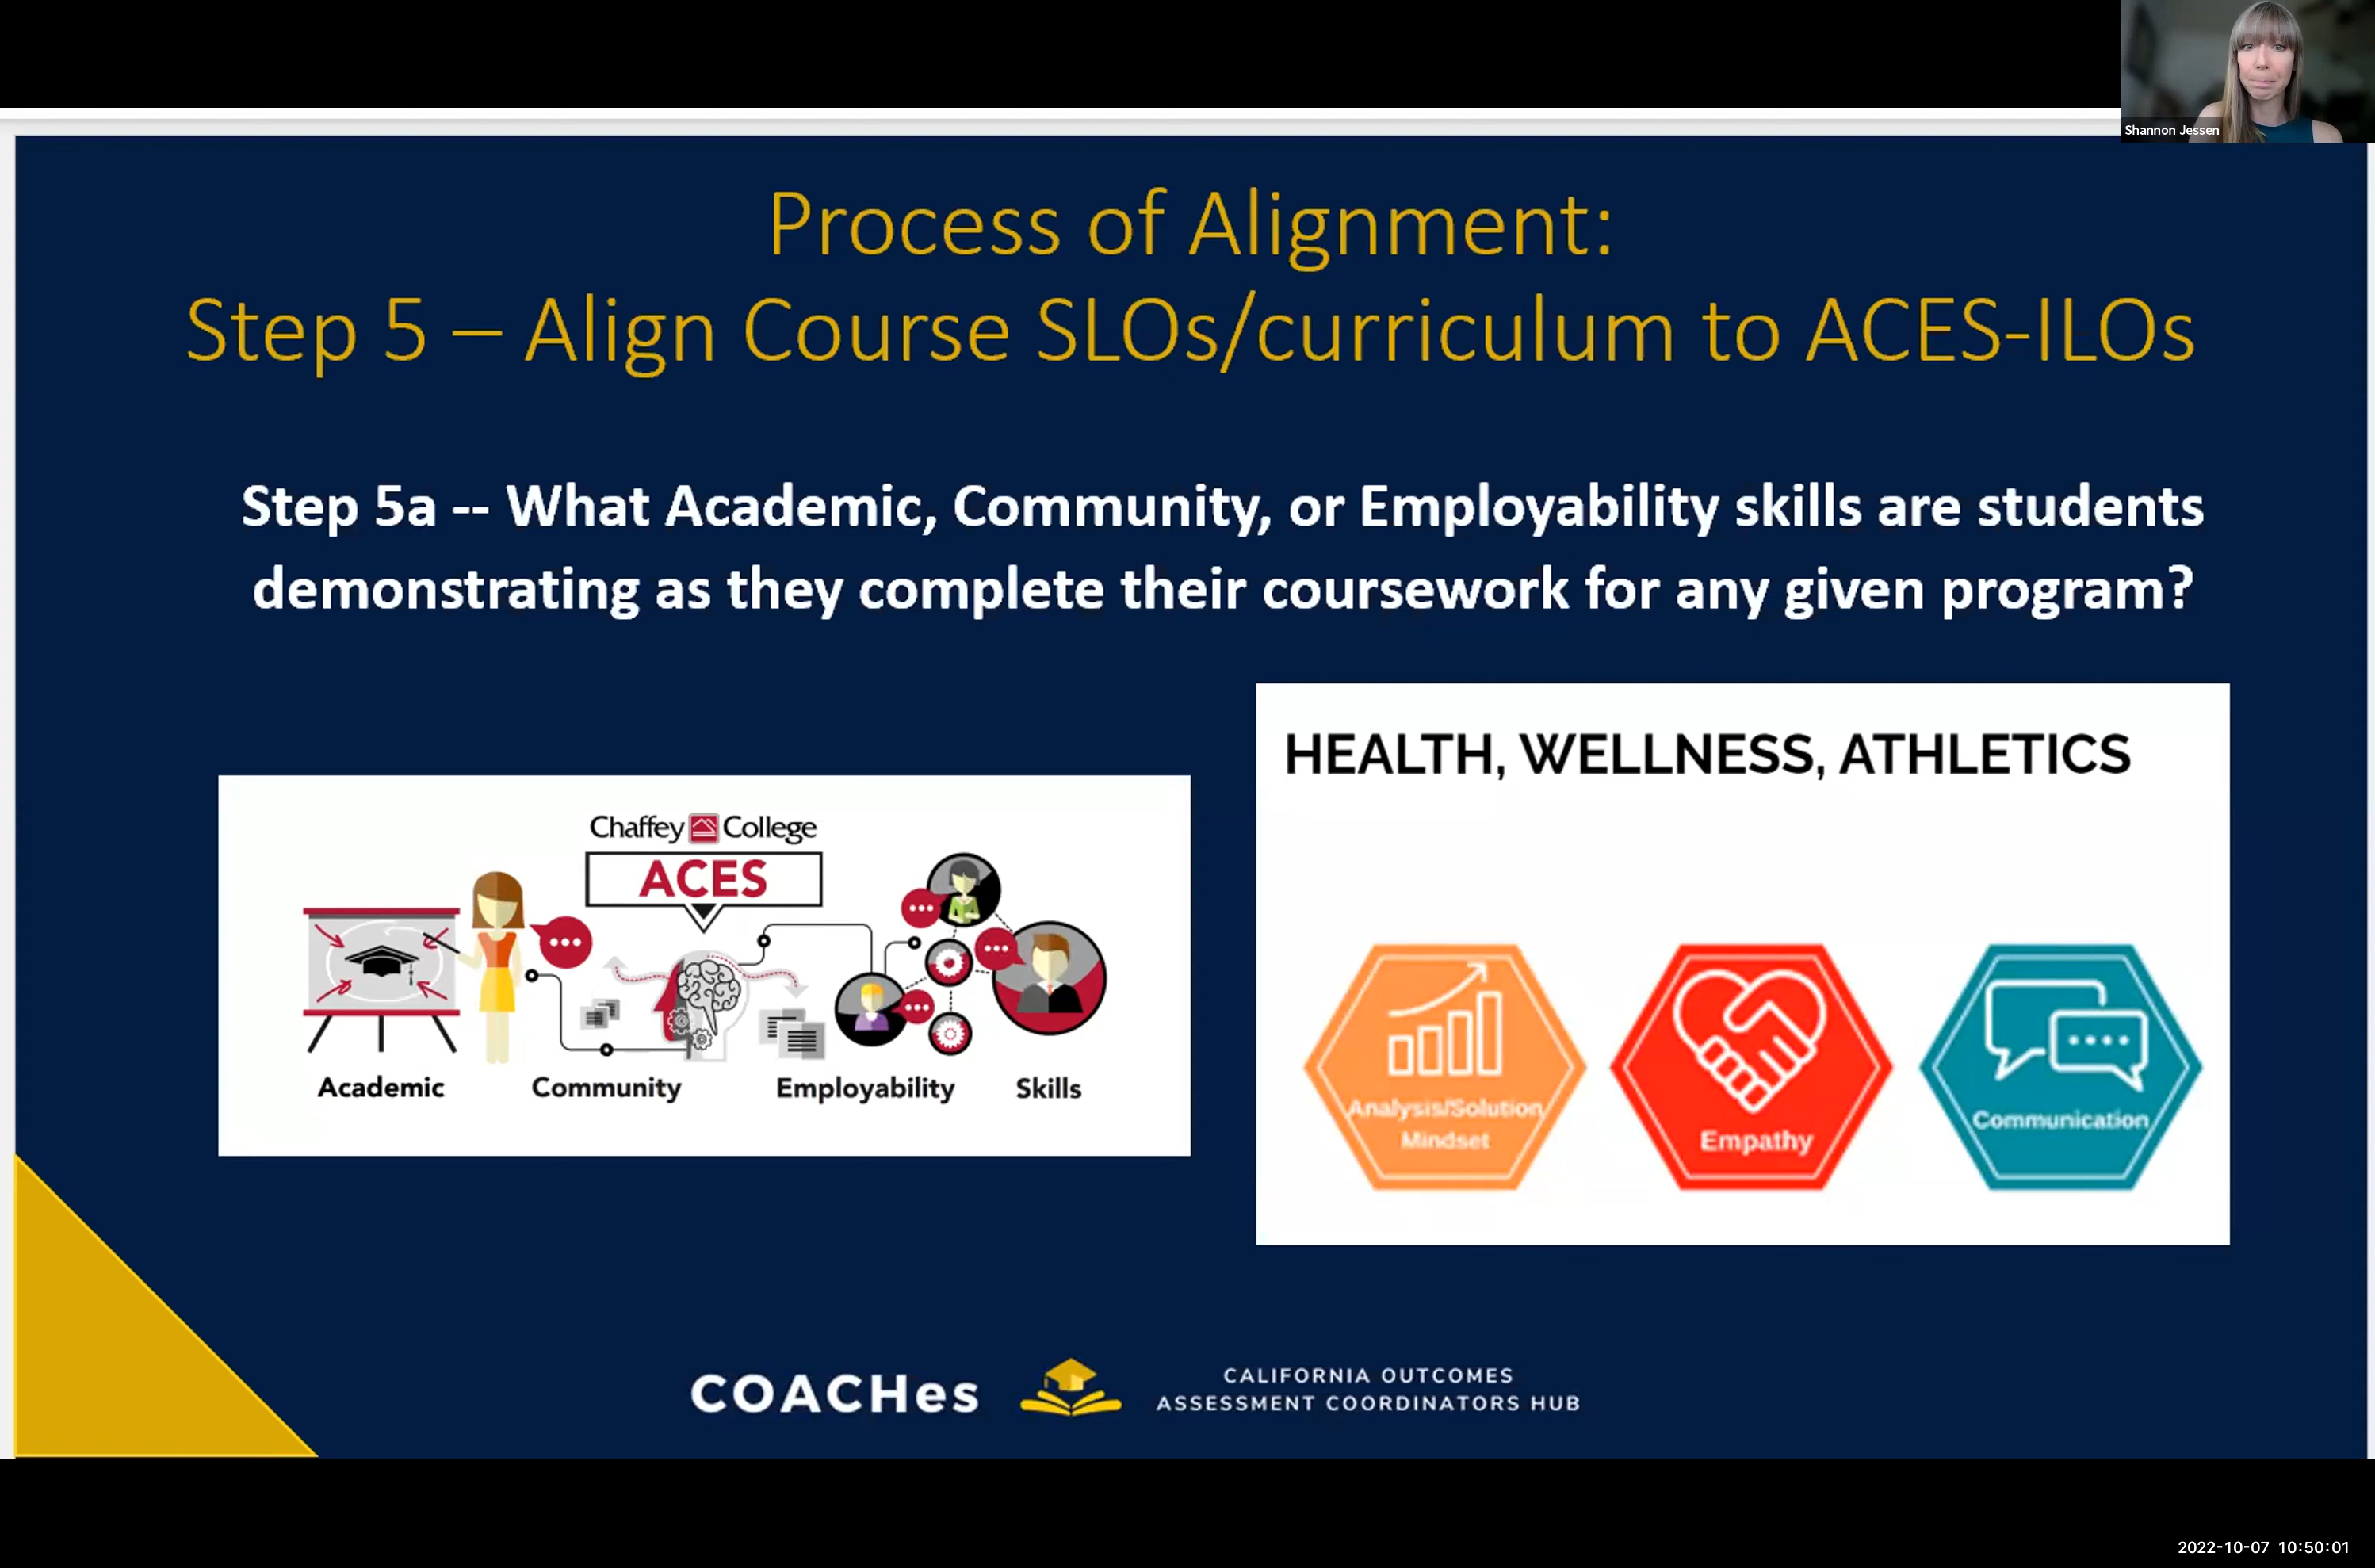 Shannon Jessen
Process of Alignment:
Step 5 – Align Course SLOs/curriculum to ACES-ILOs
Step 5a -- What Academic, Community, or Employability skills are students
demonstrating as they complete their coursework for any given program?
Chaffey College
ACES
Academic Community Employability Skills
HEALTH, WELLNESS, ATHLETICS
Analysis/Solution
Mindset
Empathy
Communication
COACHes
CALIFORNIA OUTCOMES
ASSESSMENT COORDINATORS HUB
2022-10-07 10:50:01